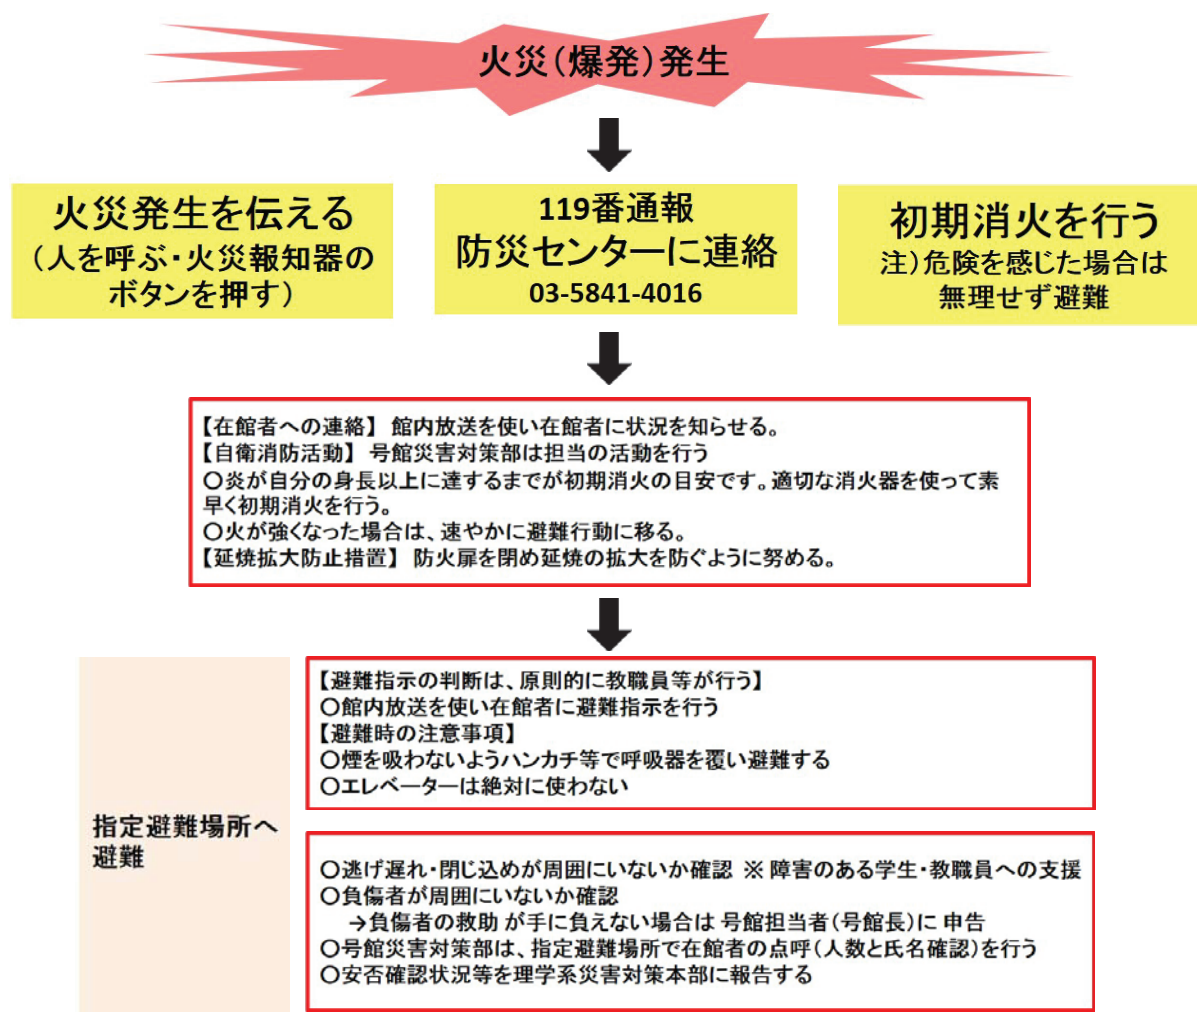 火災(爆発)発生
火災発生を伝える
(人を呼ぶ・火災報知器の
ボタンを押す)
119番通報
防災センターに連絡
03-5841-4016
初期消火を行う
注)危険を感じた場合は
無理せず避難
【在館者への連絡】 館内放送を使い在館者に状況を知らせる。
【自衛消防活動】 号館災害対策部は担当の活動を行う
〇炎が自分の身長以上に達するまでが初期消火の目安です。適切な消火器を使って素
早く初期消火を行う。
〇火が強くなった場合は、速やかに避難行動に移る。
【延焼拡大防止措置】 防火扉を閉め延焼の拡大を防ぐように努める。
指定避難場所へ
避難
【避難指示の判断は、原則的に教職員等が行う】
〇館内放送を使い在館者に避難指示を行う
【避難時の注意事項】
〇煙を吸わないようハンカチ等で呼吸器を覆い避難する
〇エレベーターは絶対に使わない
〇逃げ遅れ・閉じ込めが周囲にいないか確認 ※ 障害のある学生・教職員への支援
〇負傷者が周囲にいないか確認
→負傷者の救助 が手に負えない場合は 号館担当者(号館長)に 申告
〇号館災害対策部は、指定避難場所で在館者の点呼(人数と氏名確認)を行う
〇安否確認状況等を理学系災害対策本部に報告する